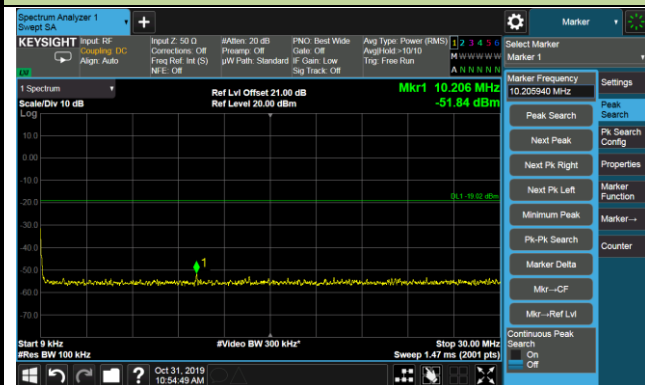 Spectrum Analyzer 1
Swept SA
+
Marker
KEYSIGHT
Input: RF
Coupling: DC
Align: Auto
Input Z: 50 Ω
Corrections: Off
Freq Ref: Int (S)
NFE: Off
#Atten: 20 dB
Preamp: Off
µW Path: Standard
PNO: Best Wide
Gate: Off
IF Gain: Low
Sig Track: Off
Avg Type: Power (RMS)
Avg|Hold:>10/10
Trig: Free Run
1 2 3 4 5 6
M W W W W W
A N N N N N
LV
Select Marker
Marker 1
1 Spectrum
Scale/Div 10 dB
Log
Ref Lvl Offset 21.00 dB
Ref Level 20.00 dBm
Mkr1 10.206 MHz
-51.84 dBm
10.0
0.00
-20.0
-30.0
-40.0
-50.0
-60.0
-70.0
DL1 -19.02 dBm
1
Start 9 kHz
#Res BW 100 kHz
#Video BW 300 kHz*
Stop 30.00 MHz
Sweep 1.47 ms (2001 pts)
Marker Frequency
10.205940 MHz
Peak Search
Next Peak
Next Pk Right
Next Pk Left
Minimum Peak
Pk-Pk Search
Marker Delta
Mkr→CF
Mkr→Ref Lvl
Continuous Peak
Search
On
Off
Settings
Peak
Search
Pk Search
Config
Properties
Marker
Function
Marker→
Counter
?
Oct 31, 2019
10:54:49 AM